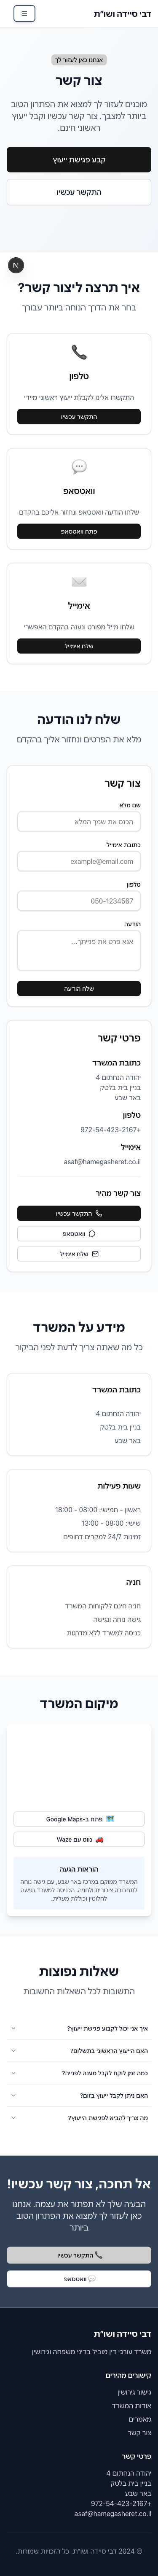 דבי סיידה ושו״ת
אנחנו כאן לעזור לך
צור קשר
מוכנים לעזור לך למצוא את הפתרון הטוב
ביותר למצבך. צור קשר עכשיו וקבל ייעוץ
ראשוני חינם.
קבע פגישת ייעוץ
התקשר עכשיו
N
איך תרצה ליצור קשר?
בחר את הדרך הנוחה ביותר עבורך
טלפון
התקשרו אלינו לקבלת ייעוץ ראשוני מיידי
התקשר עכשיו
וואטסאפ
שלחו הודעה וואטסאפ ונחזור אליכם בהקדם
פתח וואטסאפ
אימייל
שלחו מייל מפורט ונענה בהקדם האפשרי
שלח אימייל
שלח לנו הודעה
מלא את הפרטים ונחזור אליך בהקדם
צור קשר
שם מלא
הכנס את שמך המלא
כתובת אימייל
example@email.com
טלפון
050-1234567
הודעה
אנא פרט את פנייתך...
שלח הודעה
פרטי קשר
כתובת המשרד
יהודה הנחתום 4
בניין בית בלטק
באר שבע
טלפון
+972-54-423-2167
אימייל
asaf@hamegasheret.co.il
צור קשר מהיר
התקשר עכשיו
וואטסאפ
שלח אימייל
מידע על המשרד
כל מה שאתה צריך לדעת לפני הביקור
כתובת המשרד
יהודה הנחתום 4
בניין בית בלטק
באר שבע
שעות פעילות
ראשון - חמישי: 08:00 - 18:00
שישי: 08:00 - 13:00
זמינות 24/7 למקרים דחופים
חניה
חניה חינם ללקוחות המשרד
גישה נוחה ונגישה
כניסה למשרד ללא מדרגות
מיקום המשרד
פתח ב-Google Maps
נווט עם Waze
הוראות הגעה
המשרד ממוקם במרכז באר שבע, עם גישה נוחה
לתחבורה ציבורית ולחניה. הכניסה למשרד נגישה
לחלוטין וכוללת מעלית.
שאלות נפוצות
התשובות לכל השאלות החשובות
איך אני יכול לקבוע פגישת ייעוץ?
האם הייעוץ הראשוני בתשלום?
כמה זמן לוקח לקבל מענה לפנייה?
האם ניתן לקבל ייעוץ בזום?
מה צריך להביא לפגישת הייעוץ?
אל תחכה, צור קשר עכשיו!
הבעיה שלך לא תפתור את עצמה. אנחנו
כאן לעזור לך למצוא את הפתרון הטוב
ביותר
התקשר עכשיו
וואטסאפ
דבי סיידה ושו״ת
משרד עורכי דין מוביל בדיני משפחה וגירושין
קישורים מהירים
גישור גירושין
אודות המשרד
מאמרים
צור קשר
פרטי קשר
יהודה הנחתום 4
בניין בית בלטק
באר שבע
+972-54-423-2167
asaf@hamegasheret.co.il
© 2024 דבי סיידה ושו״ת. כל הזכויות שמורות.